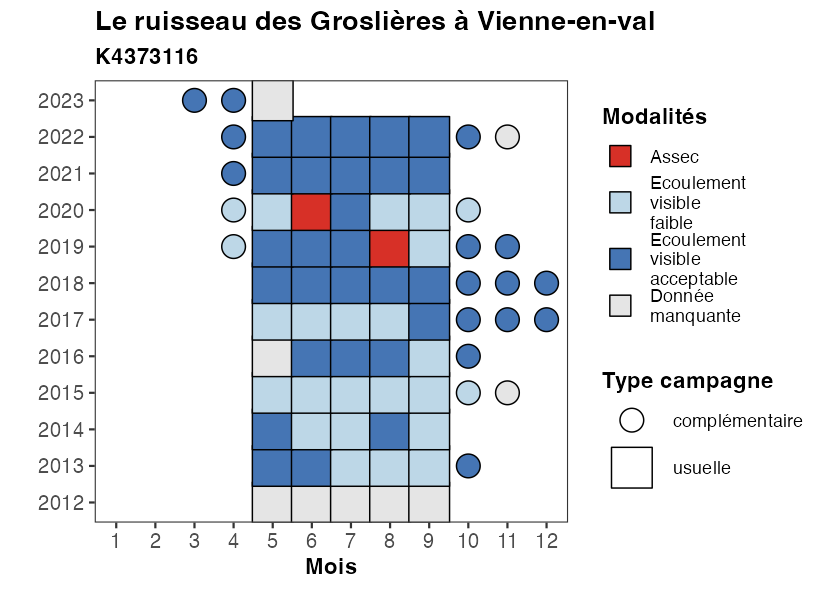 Le ruisseau des Groslières à Vienne-en-val
K4373116
2023
2022
2021
2020
2019
2018
2017
2016
2015
2014
2013
2012
1 2 3 4 5 6 7 8 9 10 11 12
Mois
Modalités
Assec
Ecoulement
visible
faible
Ecoulement
visible
acceptable
Donnée
manquante
Type campagne
complémentaire
usuelle